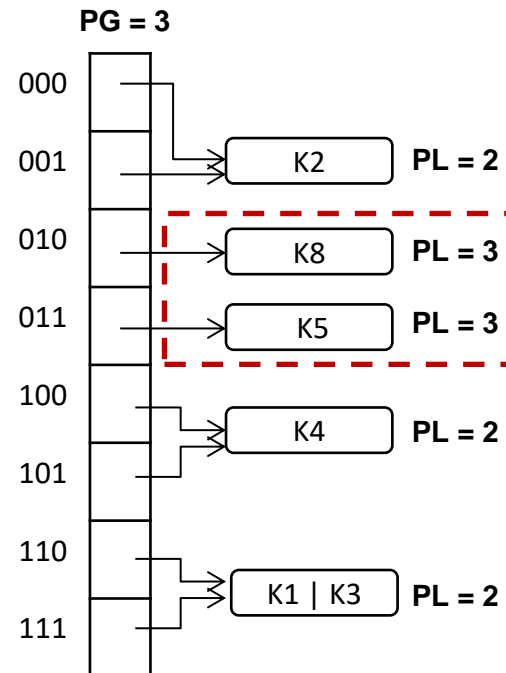 PG = 3
000
001
K2 PL = 2
010
K8 PL = 3
011
K5 PL = 3
100
K4 PL = 2
101
110
K1 | K3 PL = 2
111